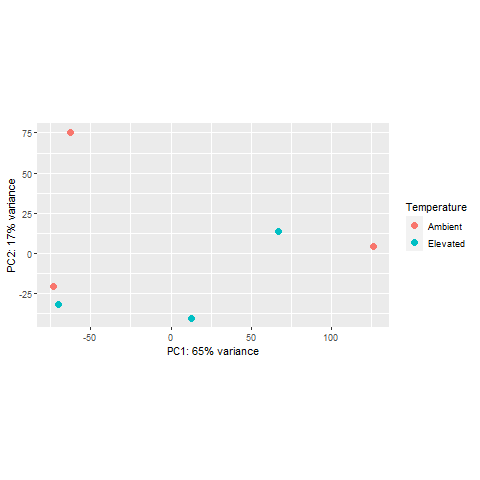 75
50
25
0
-25
PC2: 17% variance
-50
0
50
100
PC1: 65% variance
Temperature
Ambient
Elevated